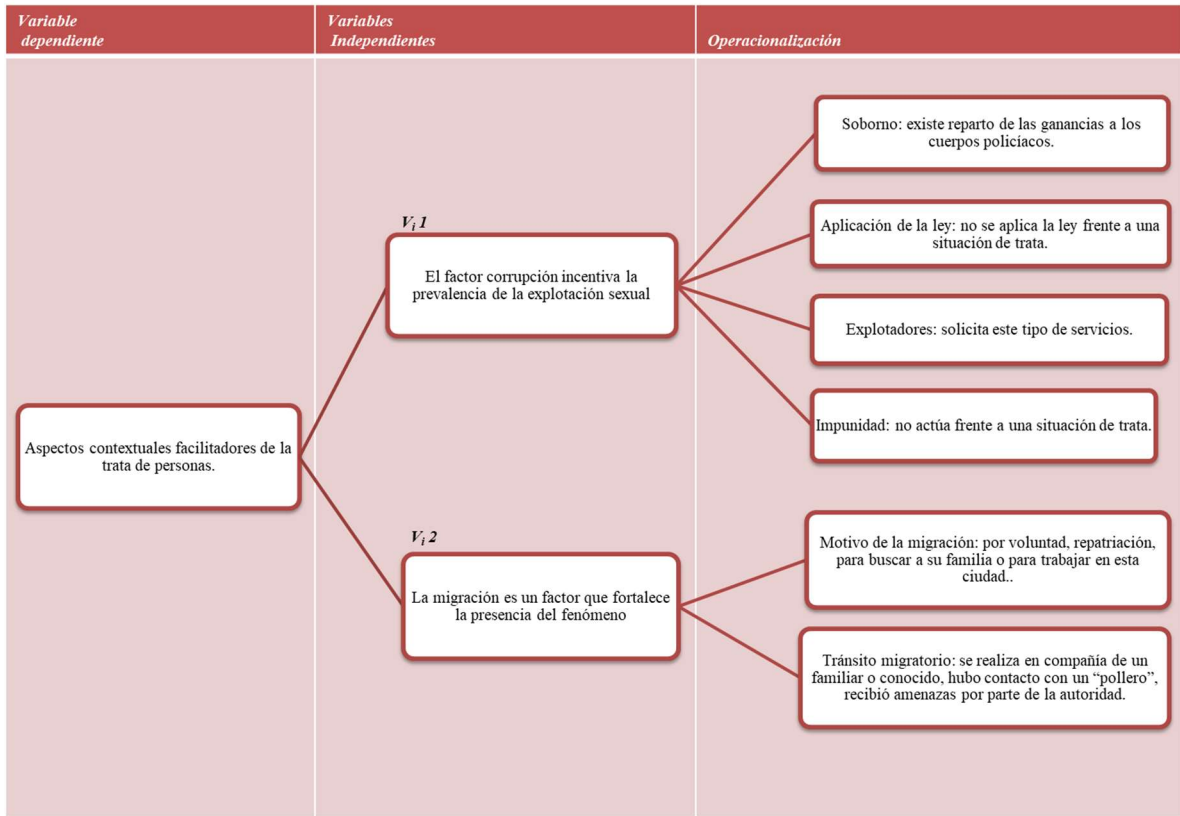 Variable
dependiente
Variables
Independientes
Operacionalización
Aspectos contextuales facilitadores de la
trata de personas.
Vi 1
El factor corrupción incentiva la
prevalencia de la explotación sexual
Vi 2
La migración es un factor que fortalece
la presencia del fenómeno
Soborno: existe reparto de las ganancias a los
cuerpos policíacos.
Aplicación de la ley: no se aplica la ley frente a una
situación de trata.
Explotadores: solicita este tipo de servicios.
Impunidad: no actúa frente a una situación de trata.
Motivo de la migración: por voluntad, repatriación,
para buscar a su familia o para trabajar en esta
ciudad..
Tránsito migratorio: se realiza en compañía de un
familiar o conocido, hubo contacto con un “pollero”,
recibió amenazas por parte de la autoridad.